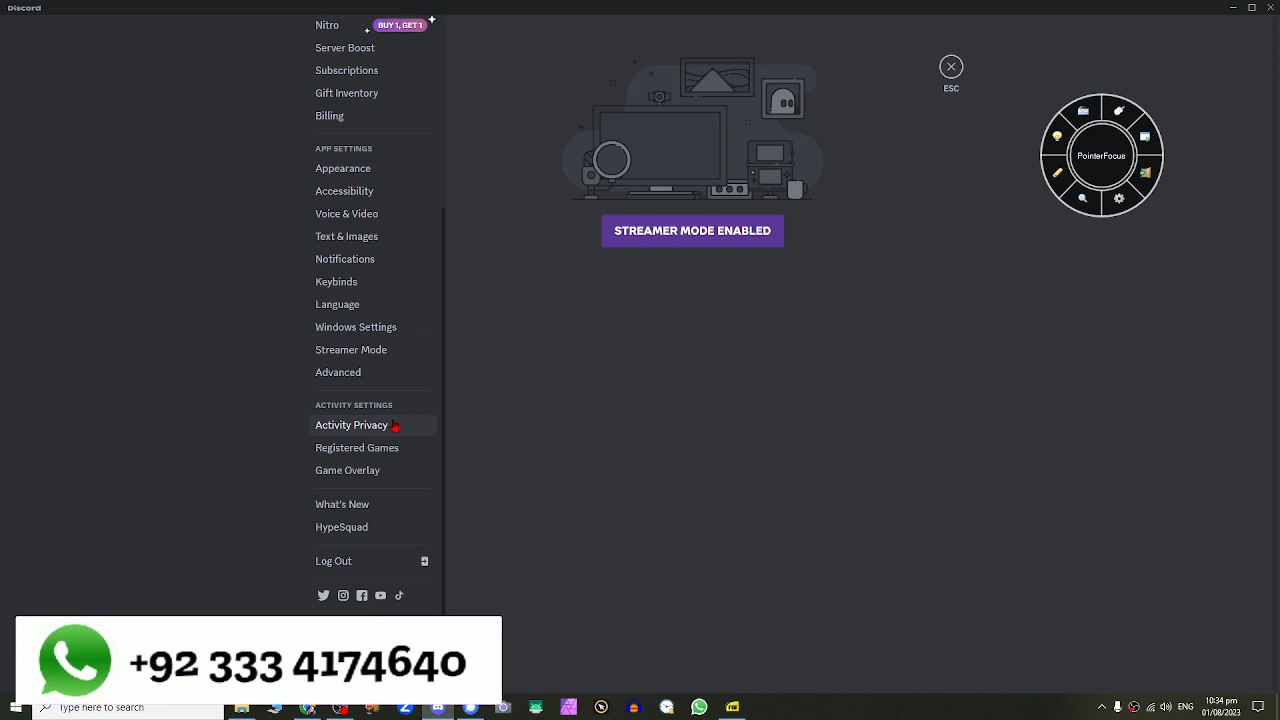 Discord
Nitro
BUY 1, GET 1
Server Boost
Subscriptions
Gift Inventory
Billing
APP SETTINGS
Appearance
Accessibility
Voice & Video
Text & Images
Notifications
Keybinds
Language
Windows Settings
Streamer Mode
Advanced
ACTIVITY SETTINGS
Activity Privacy
Registered Games
Game Overlay
What's New
HypeSquad
Log Out
STREAMER MODE ENABLED
ESC
PointerFocus
+92 333 4174640
Type here to search
10:34 pm
01/08/2023